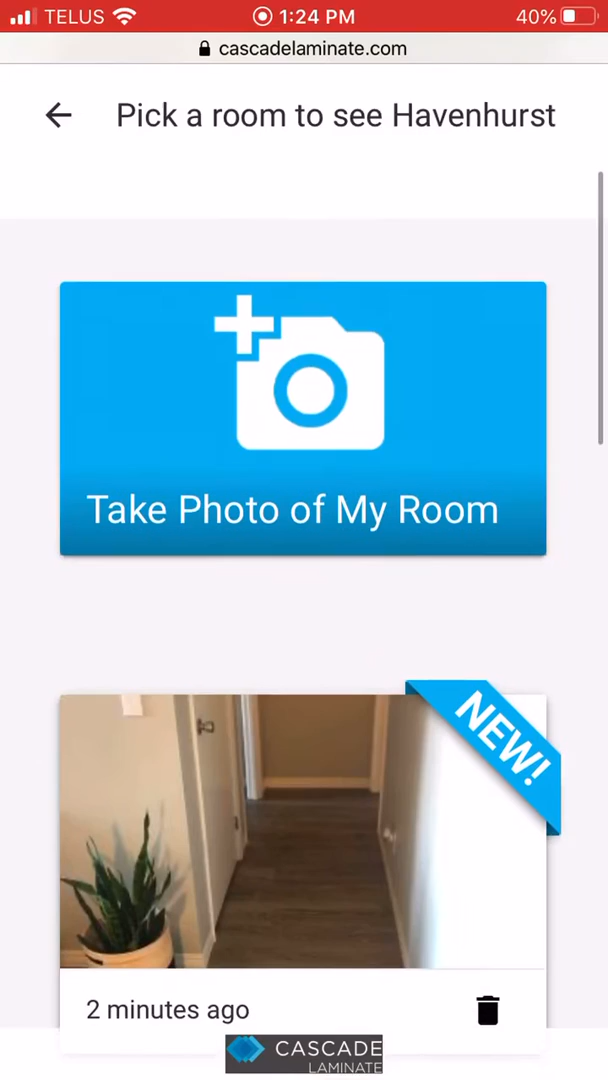 TELUS 1:24 PM 40%
cascadelaminate.com
Pick a room to see Havenhurst
Take Photo of My Room
NEW!
2 minutes ago
CASCADE
LAMINATE